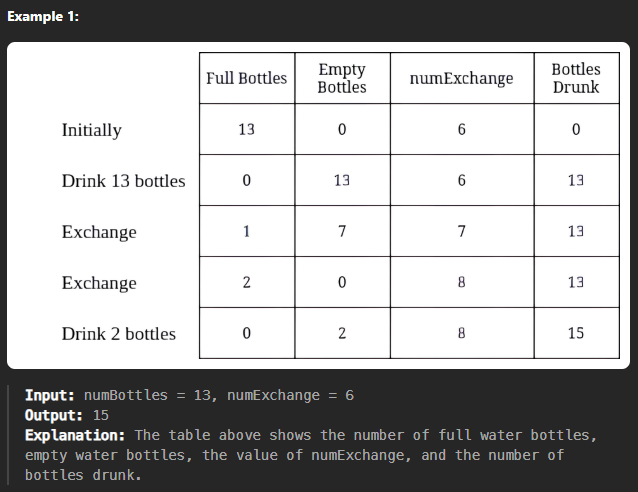 Example 1:
Full Bottles Empty Bottles numExchange Bottles Drunk
Initially 13 0 6 0
Drink 13 bottles 0 13 6 13
Exchange 1 7 7 13
Exchange 2 0 8 13
Drink 2 bottles 0 2 8 15
Input: numBottles = 13, numExchange = 6
Output: 15
Explanation: The table above shows the number of full water bottles,
empty water bottles, the value of numExchange, and the number of
bottles drunk.